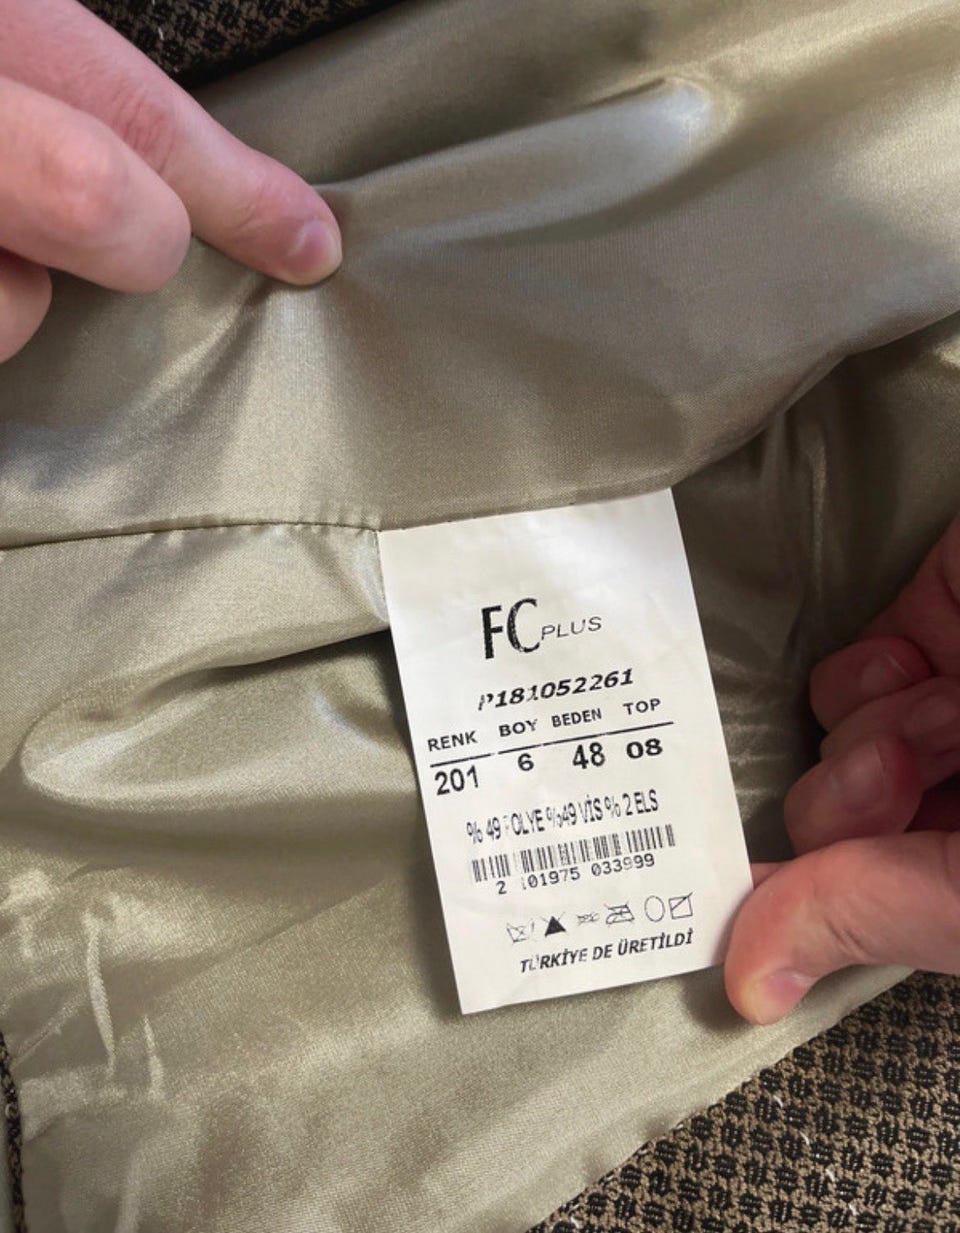 FC PLUS
P181052261
RENK BOY BEDEN TOP
201 6 48 08
% 49 POLYE %49 VİS % 2 ELS
2 101975 033999
TÜRKİYE DE ÜRETİLDİ